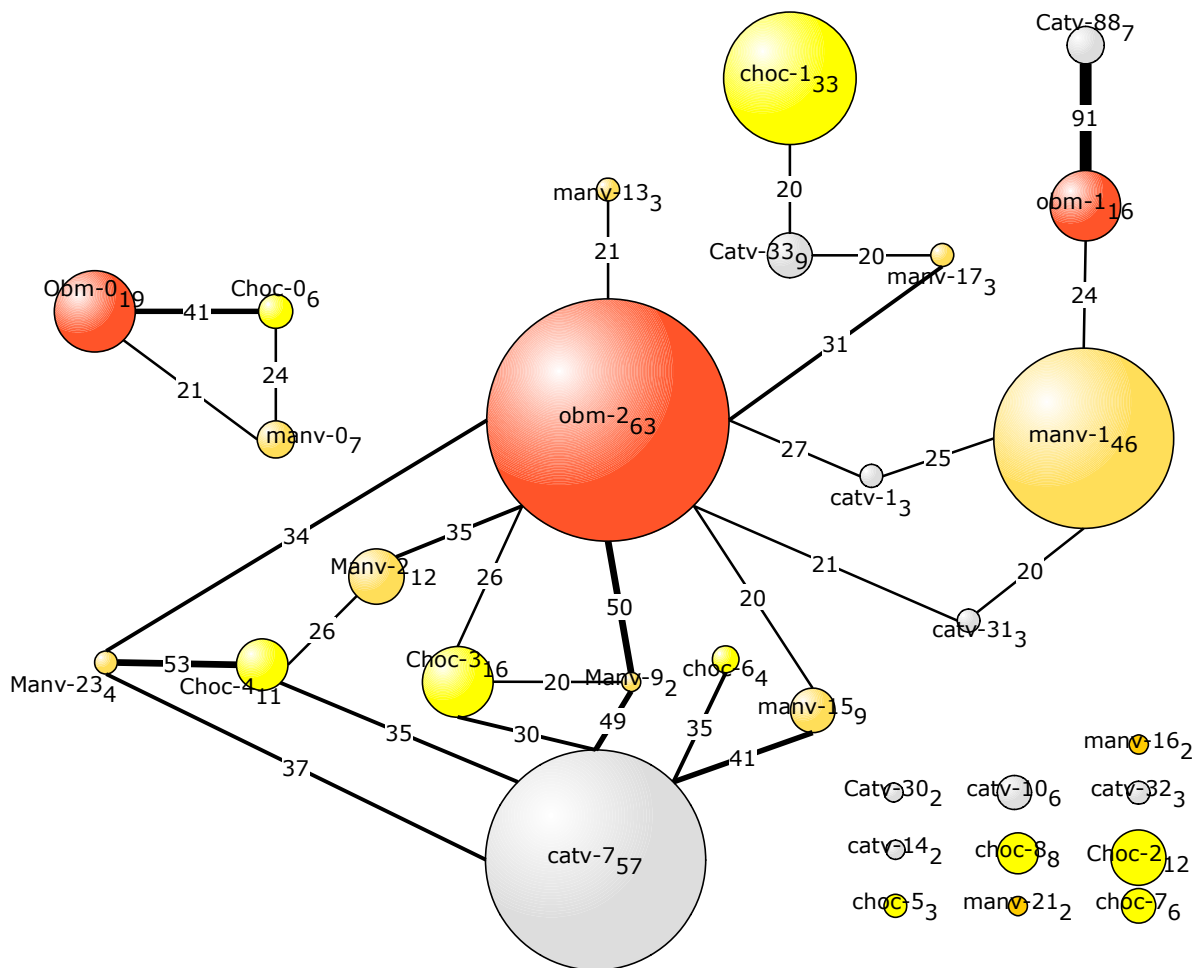 Catv-88 7
choc-1 33
91
20
manv-13 3
obm-1 16
21
Catv-33 9
20
manv-17 3
Obm-0 19
41
Choc-0 6
24
31
21
24
manv-0 7
obm-2 63
manv-1 46
27
25
catv-1 3
34
35
Manv-2 12
26
50
20
21
20
26
catv-31 3
Manv-23 4
53
Choc-4 11
Choc-3 16
20
Manv-9 2
choc-6 4
manv-15 9
35
30
49
35
41
37
manv-16 2
Catv-30 2
catv-10 6
catv-32 3
catv-7 57
catv-14 2
choc-8 8
Choc-2 12
choc-5 3
manv-21 2
choc-7 6